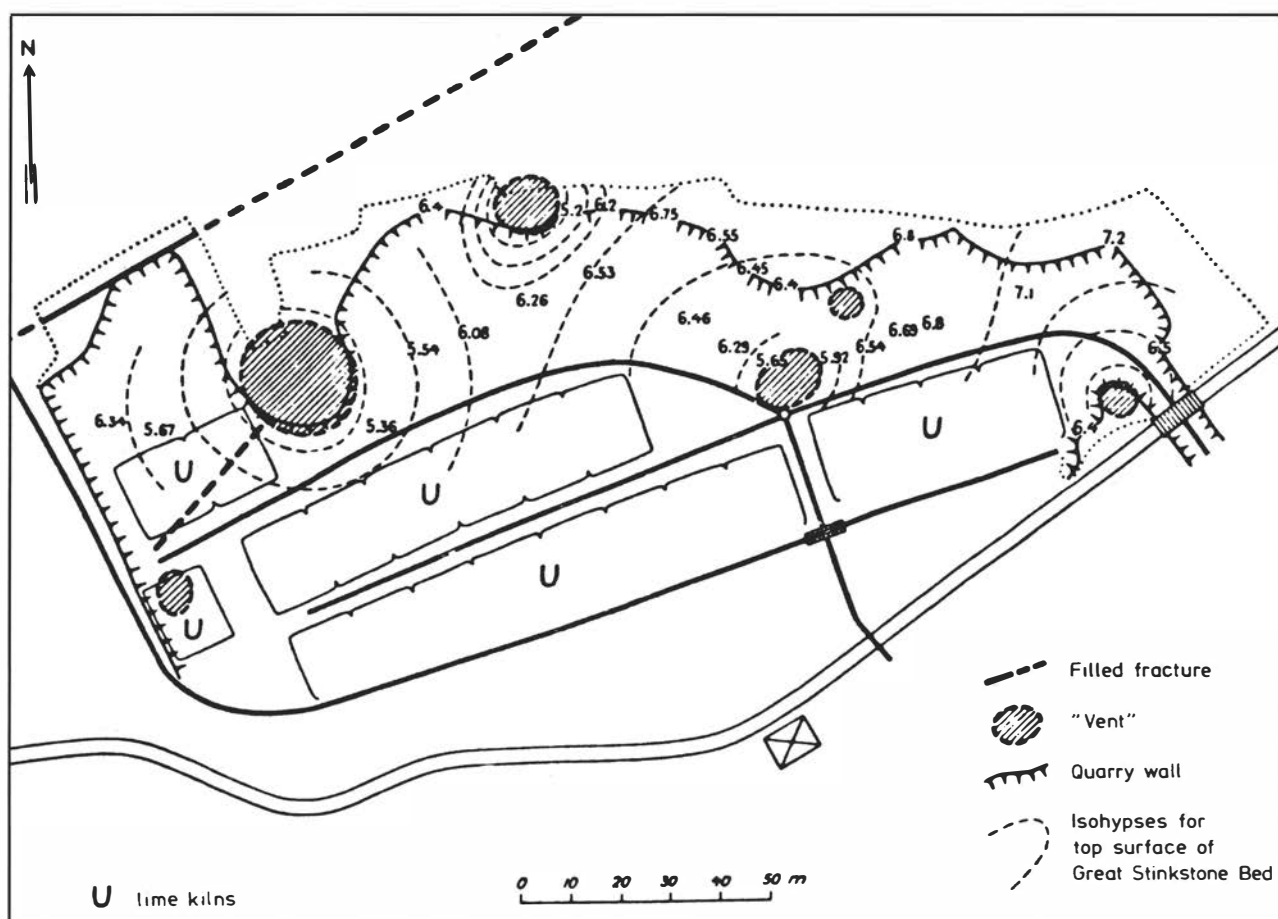 N
6.4
5.2
6.2
6.75
6.55
6.45
6.4
6.8
7.2
6.53
6.26
7.1
6.08
5.54
6.46
6.69
6.8
6.29
5.65
5.92
6.54
6.5
6.34
5.67
5.36
6.4
U
U
U
U
U
Filled fracture
"Vent"
Quarry wall
Isohypses for
top surface of
Great Stinkstone Bed
U lime kilns
0 10 20 30 40 50 m